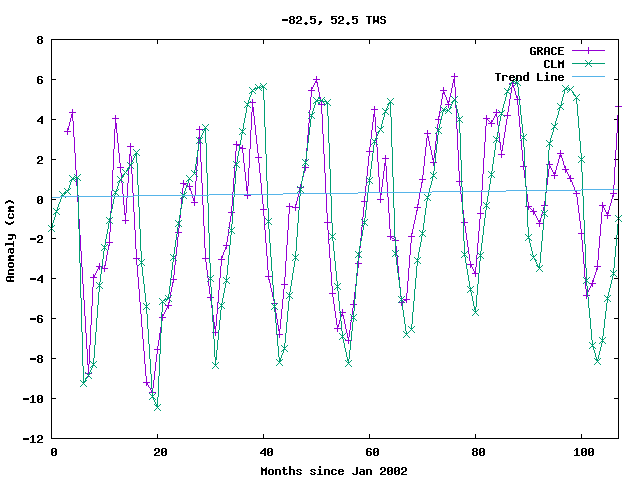 -82.5, 52.5 TWS
GRACE
CLM
Trend Line
8
6
4
2
0
-2
-4
-6
-8
-10
-12
Anomaly (cm)
0 20 40 60 80 100
Months since Jan 2002